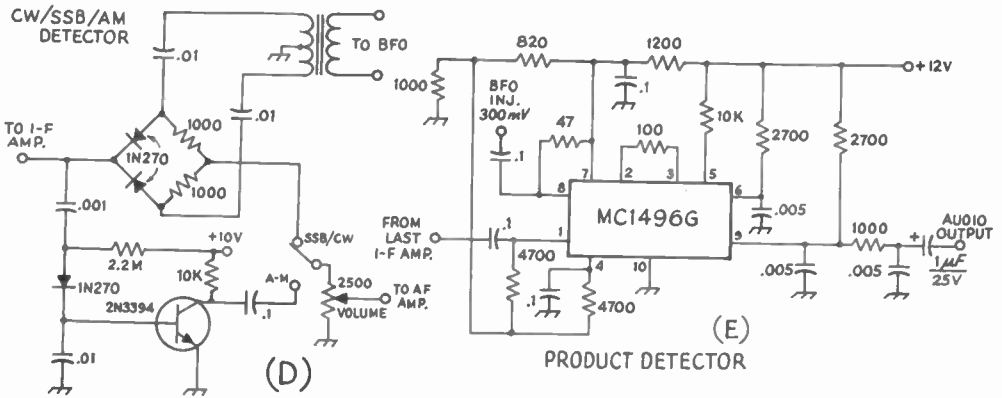 CW/SSB/AM
DETECTOR
.01
TO BFO
.01
TO I-F
AMP.
1N270
1000
1000
.001
2.2M
+10V
10K
1N270
2N3394
A-M
.1
SSB/CW
2500
VOLUME
TO AF
AMP.
.01
(D)
820
1200
+12V
1000
BFO
INJ.
300mV
.1
47
100
.1
10K
2700
2700
8
7
2
3
5
6
MC1496G
.005
FROM
LAST
I-F AMP.
.1
4700
1
4
10
9
.1
4700
1000
.005
.005
AUDIO
OUTPUT
+
1µF
25V
(E)
PRODUCT DETECTOR